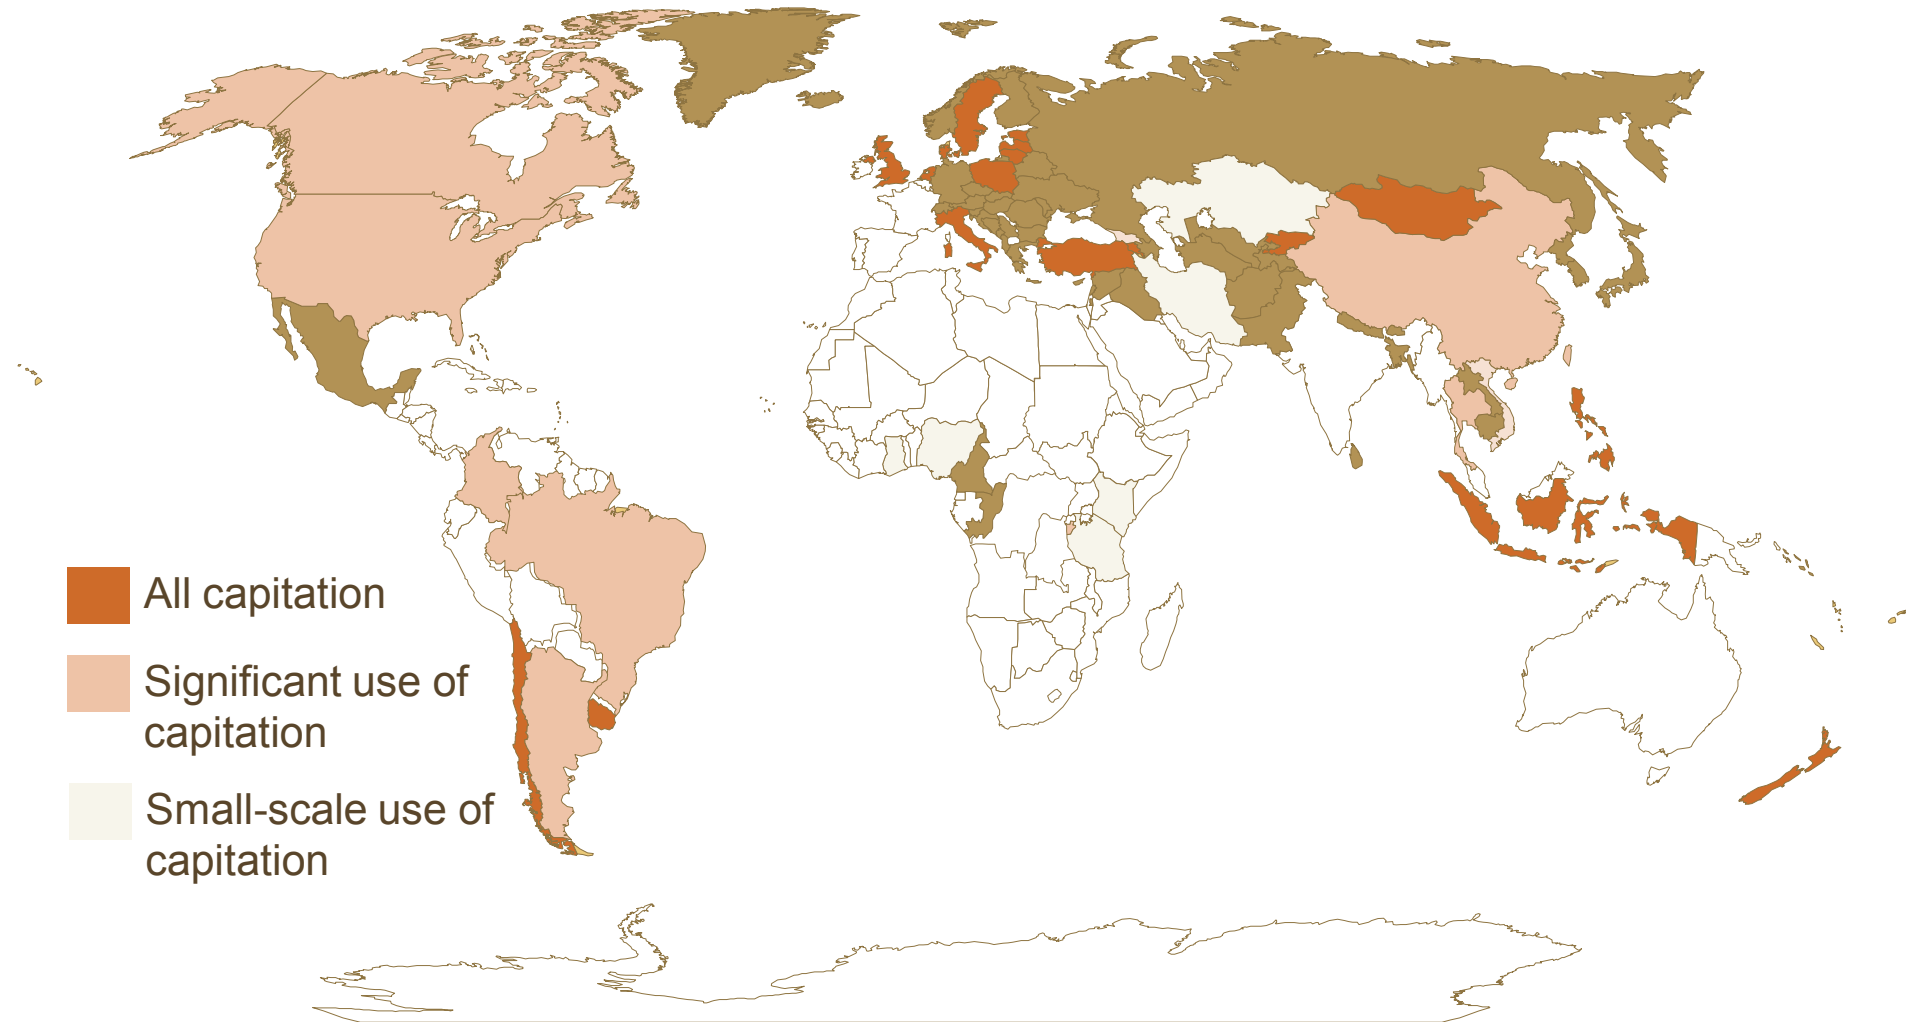 All capitation
Significant use of
capitation
Small-scale use of
capitation